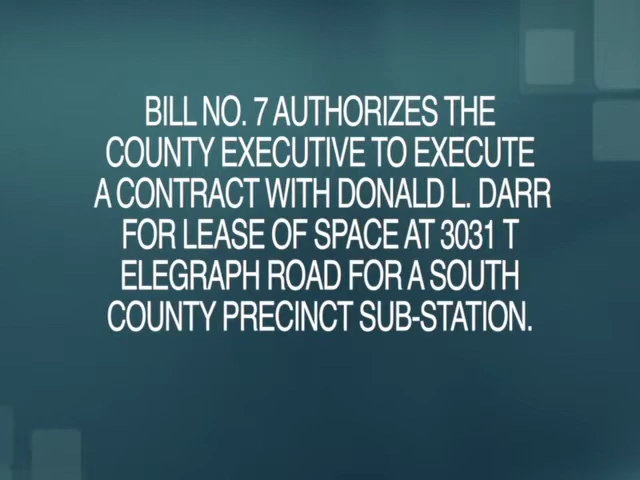 BILL NO. 7 AUTHORIZES THE
COUNTY EXECUTIVE TO EXECUTE
A CONTRACT WITH DONALD L. DARR
FOR LEASE OF SPACE AT 3031 T
ELEGRAPH ROAD FOR A SOUTH
COUNTY PRECINCT SUB-STATION.